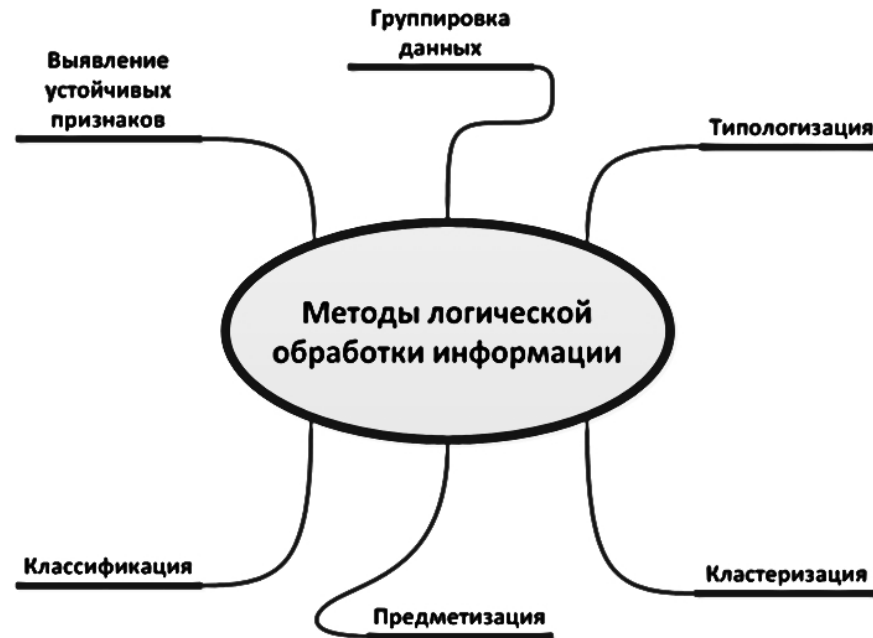 Группировка
данных
Выявление
устойчивых
признаков
Типологизация
Методы логической
обработки информации
Классификация
Кластеризация
Предметизация